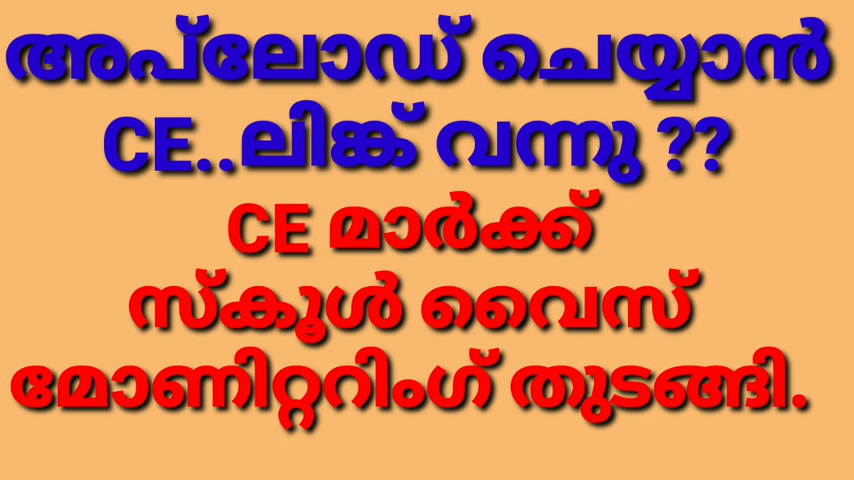 അപ്‌ലോഡ് ചെയ്യാൻ
CE..ലിങ്ക് വന്നു ??
CE മാർക്ക്
സ്കൂൾ വൈസ്
മോണിറ്ററിംഗ് തുടങ്ങി.